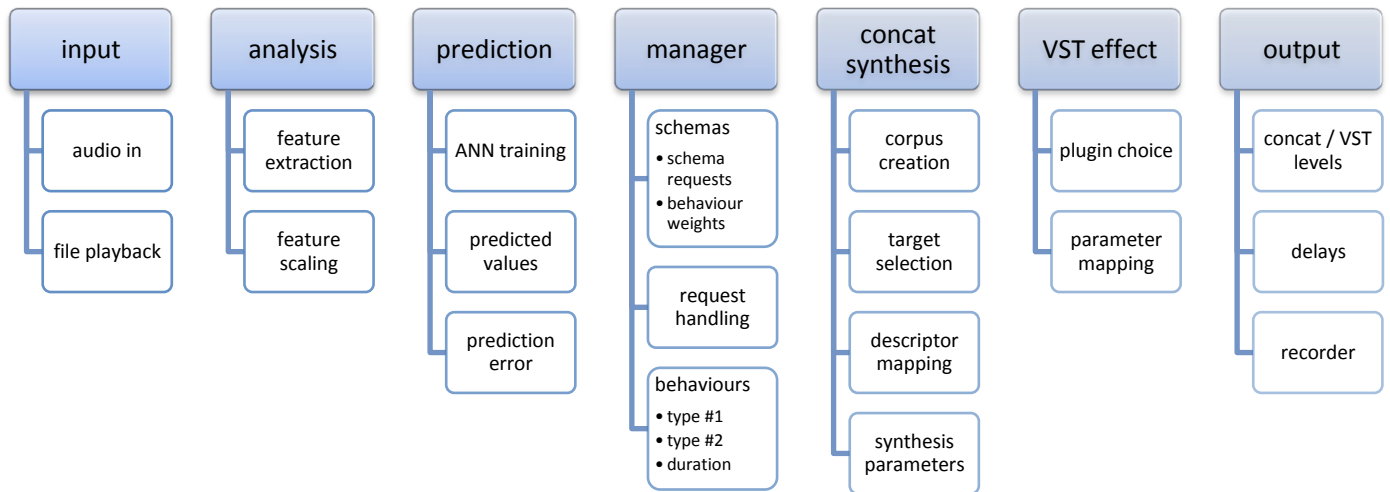 input
audio in
file playback
analysis
feature
extraction
feature
scaling
prediction
ANN training
predicted
values
prediction
error
manager
schemas
• schema
requests
• behaviour
weights
request
handling
behaviours
• type #1
• type #2
• duration
concat
synthesis
corpus
creation
target
selection
descriptor
mapping
synthesis
parameters
VST effect
plugin choice
parameter
mapping
output
concat / VST
levels
delays
recorder